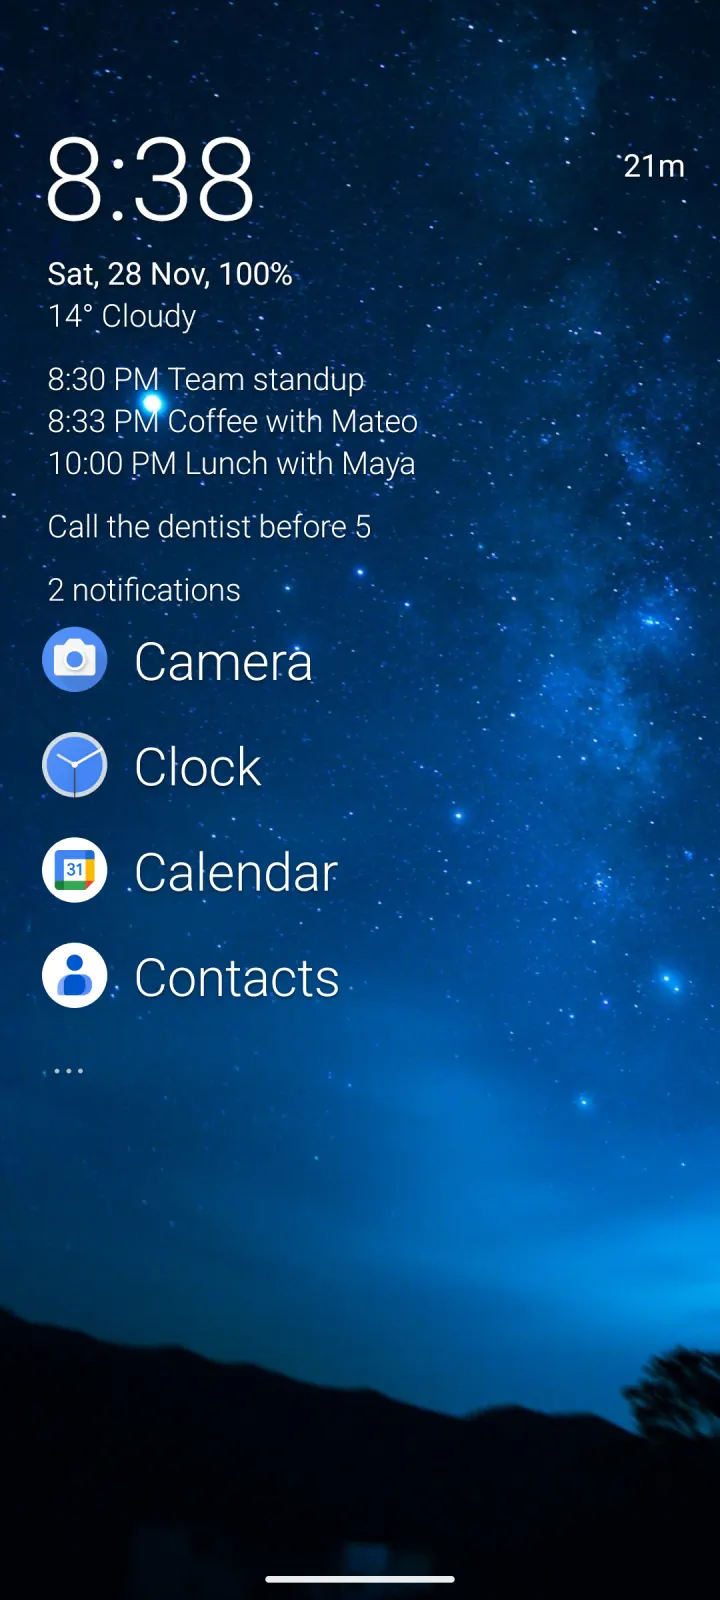 8:38
21m
Sat, 28 Nov, 100%
14° Cloudy
8:30 PM Team standup
8:33 PM Coffee with Mateo
10:00 PM Lunch with Maya
Call the dentist before 5
2 notifications
Camera
Clock
31
Calendar
Contacts
...